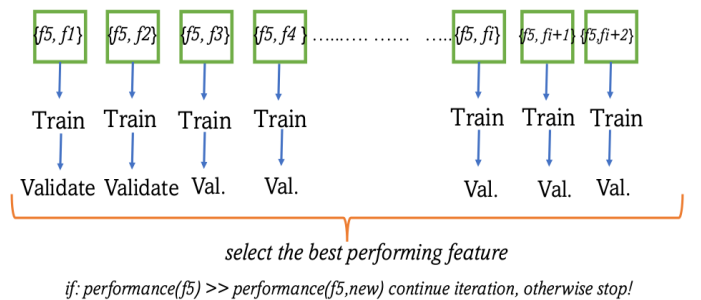 {f5, f1} {f5, f2} {f5, f3} {f5, f4 } …...…. …… …..{f5, fi} {f5, fi+1} {f5,fi+2}
Train Train Train Train Train Train Train
Validate Validate Val. Val. Val. Val. Val.
select the best performing feature
if: performance(f5) >> performance(f5,new) continue iteration, otherwise stop!